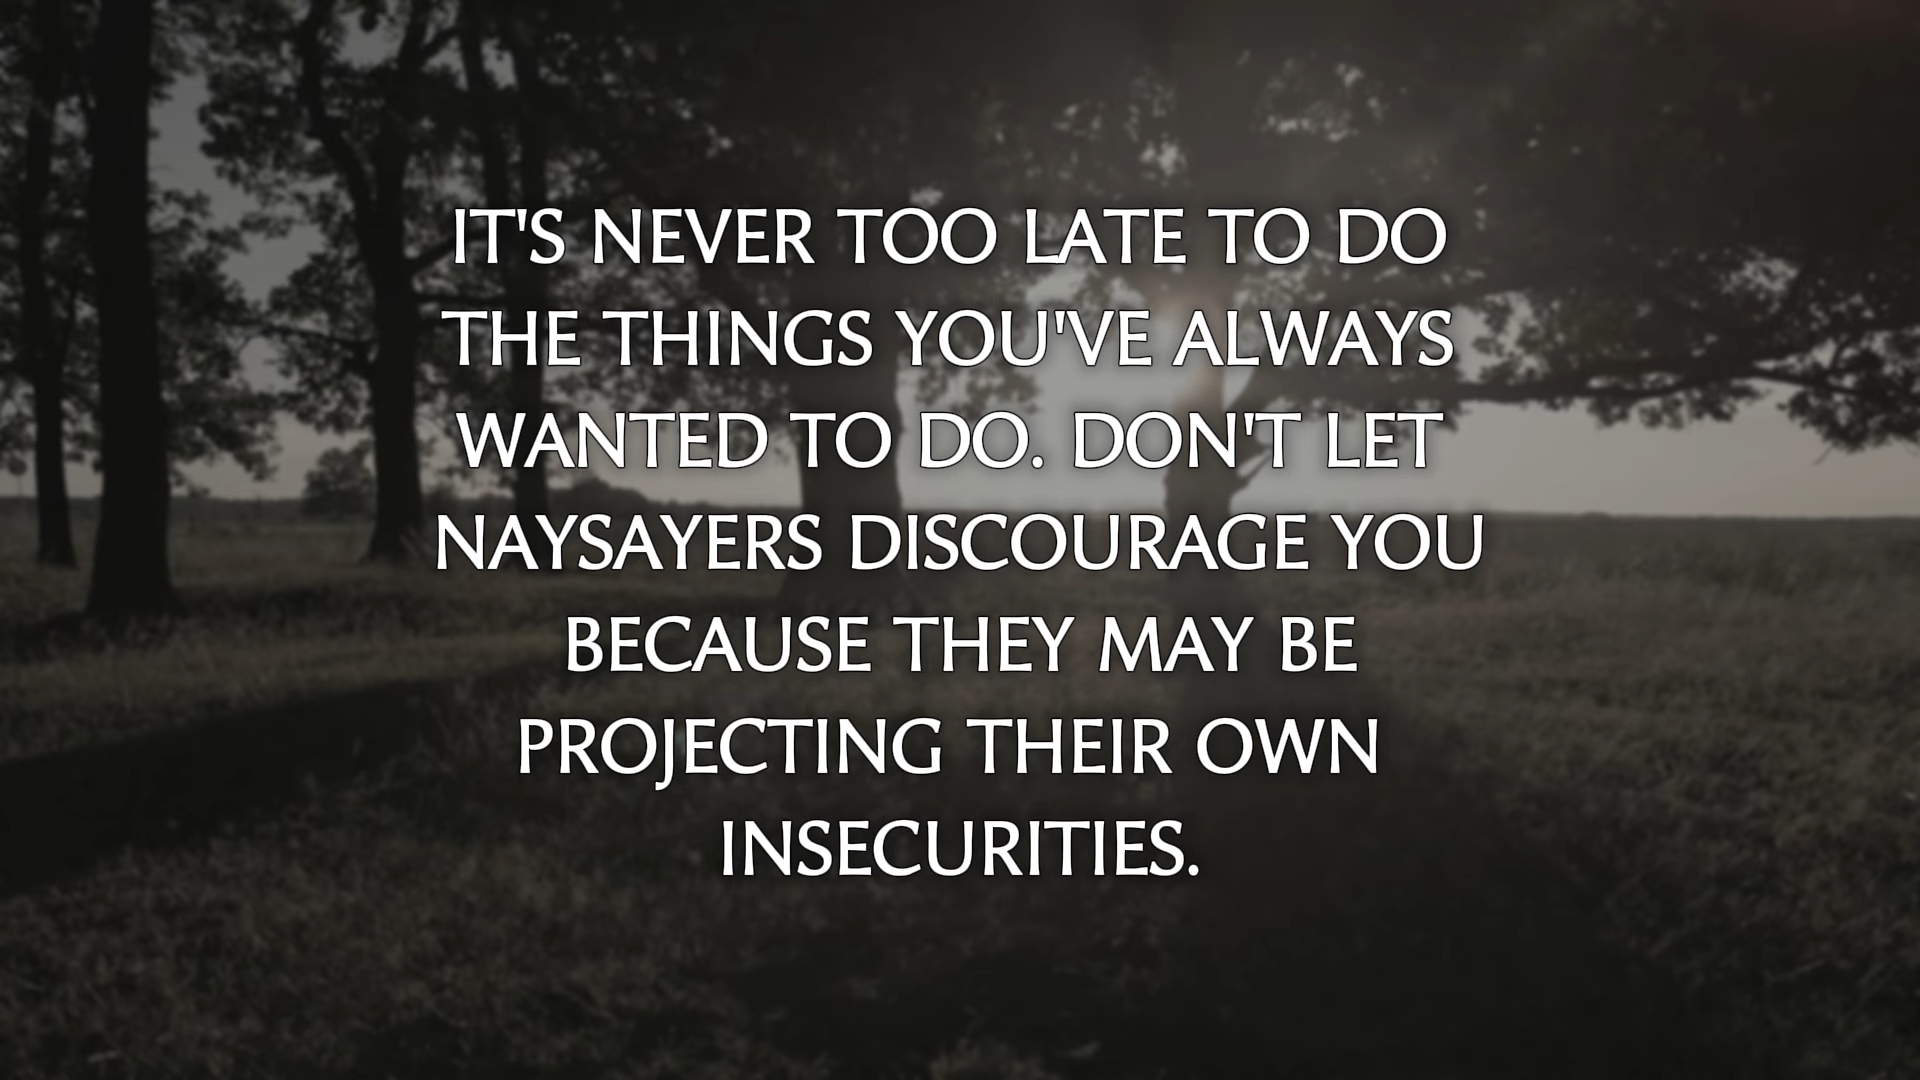 IT'S NEVER TOO LATE TO DO
THE THINGS YOU'VE ALWAYS
WANTED TO DO. DON'T LET
NAYSAYERS DISCOURAGE YOU
BECAUSE THEY MAY BE
PROJECTING THEIR OWN
INSECURITIES.